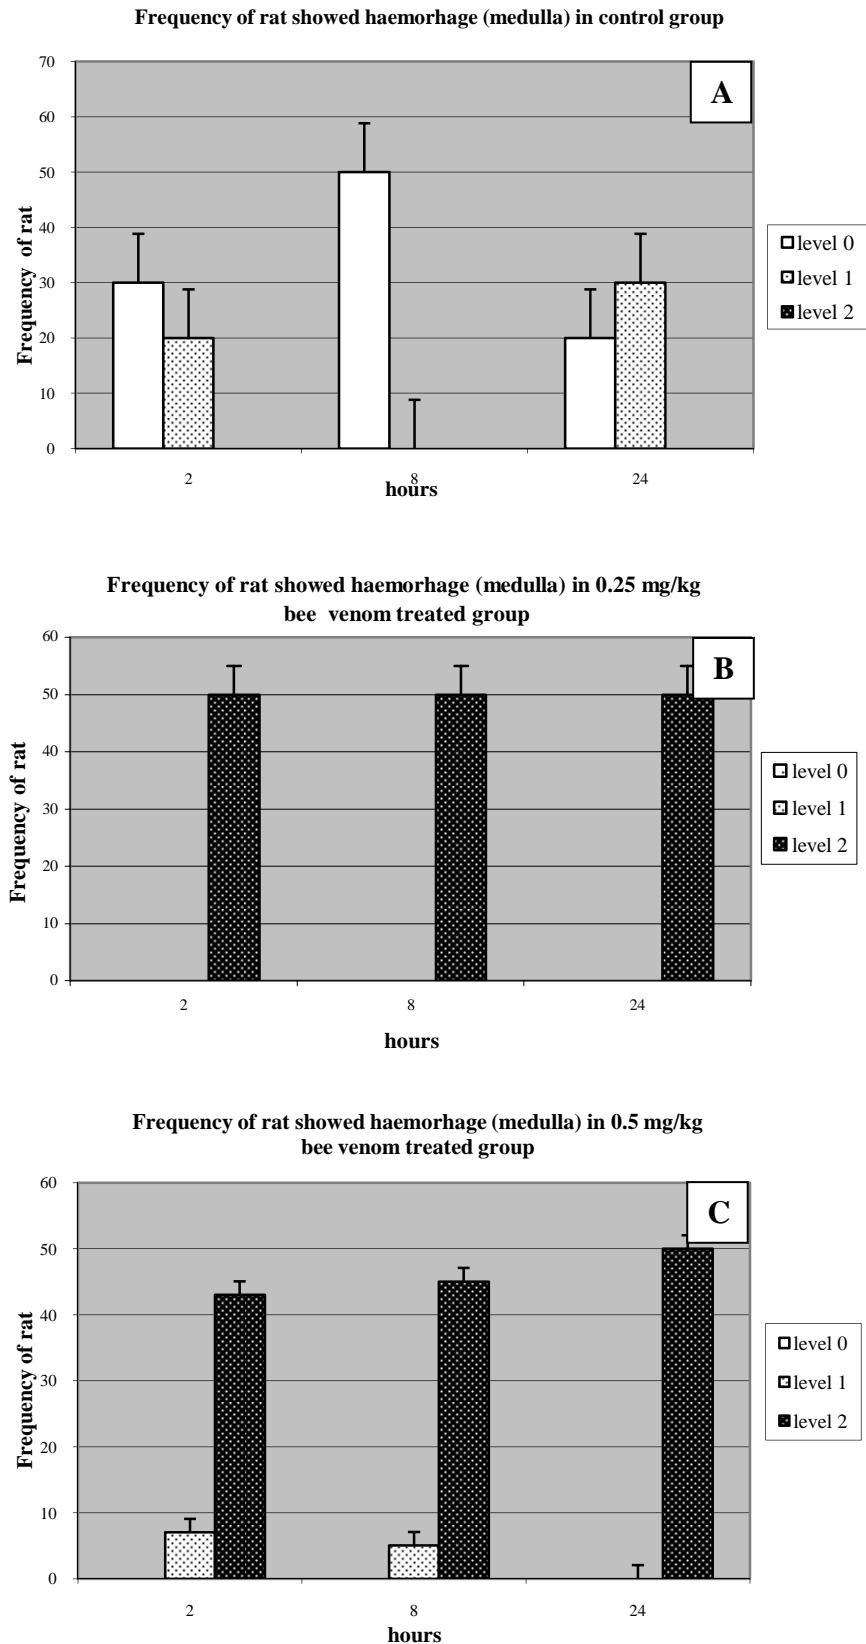 Frequency of rat showed haemorhage (medulla) in control group
A
70
60
50
40
30
20
10
0
Frequency of rat
2
8
24
hours
level 0
level 1
level 2
Frequency of rat showed haemorhage (medulla) in 0.25 mg/kg
bee venom treated group
B
60
50
40
30
20
10
0
Frequency of rat
2
8
24
hours
level 0
level 1
level 2
Frequency of rat showed haemorhage (medulla) in 0.5 mg/kg
bee venom treated group
C
60
50
40
30
20
10
0
Frequency of rat
2
8
24
hours
level 0
level 1
level 2